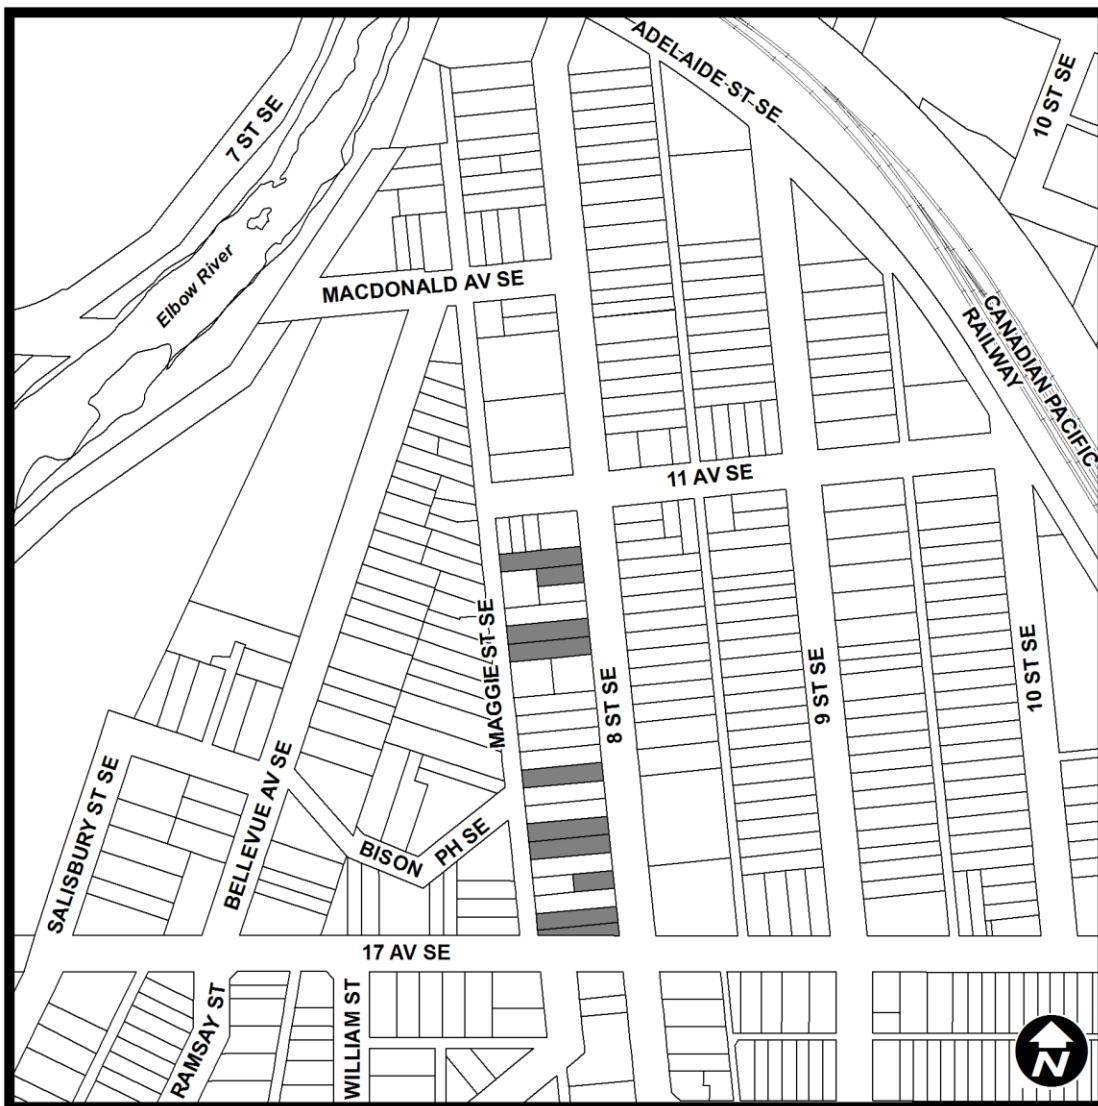 ADELAIDE ST SE
10 ST SE
7 ST SE
Elbow River
MACDONALD AV SE
CANADIAN PACIFIC
RAILWAY
11 AV SE
MAGGIE ST SE
8 ST SE
9 ST SE
10 ST SE
SALISBURY ST SE
BELLEVUE AV SE
BISON PH SE
17 AV SE
RAMSAY ST
WILLIAM ST
N